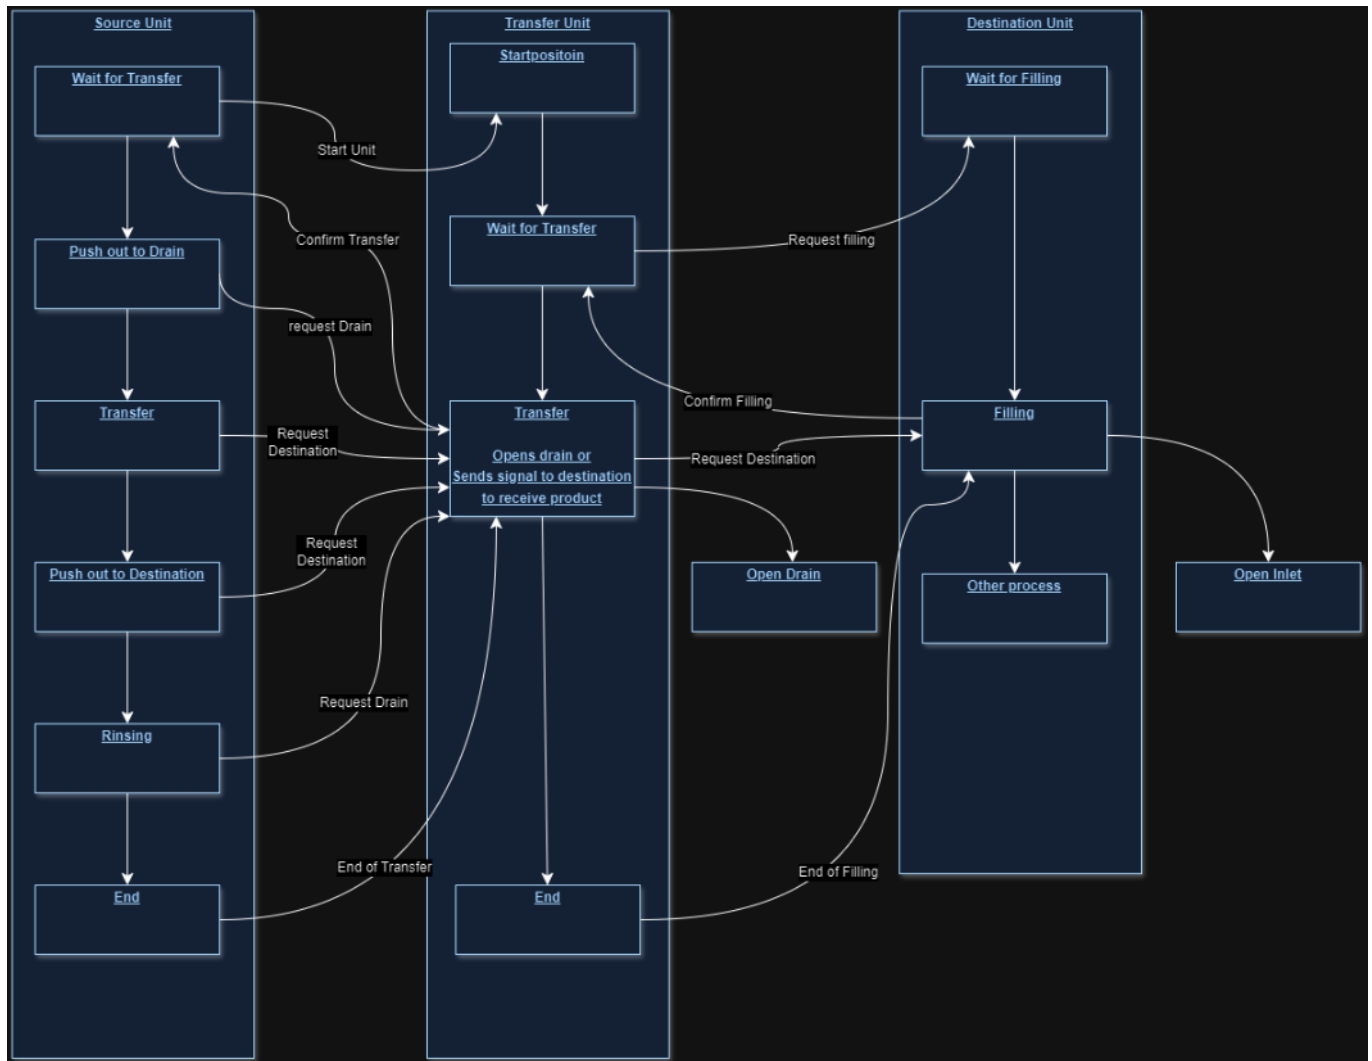 Source Unit
Wait for Transfer
Push out to Drain
Transfer
Push out to Destination
Rinsing
End
Start Unit
Confirm Transfer
request Drain
Request
Destination
Request
Destination
Request Drain
End of Transfer
Transfer Unit
Startpositoin
Wait for Transfer
Transfer
Opens drain or
Sends signal to destination
to receive product
End
Request filling
Confirm Filling
Request Destination
Open Drain
End of Filling
Destination Unit
Wait for Filling
Filling
Other process
Open Inlet